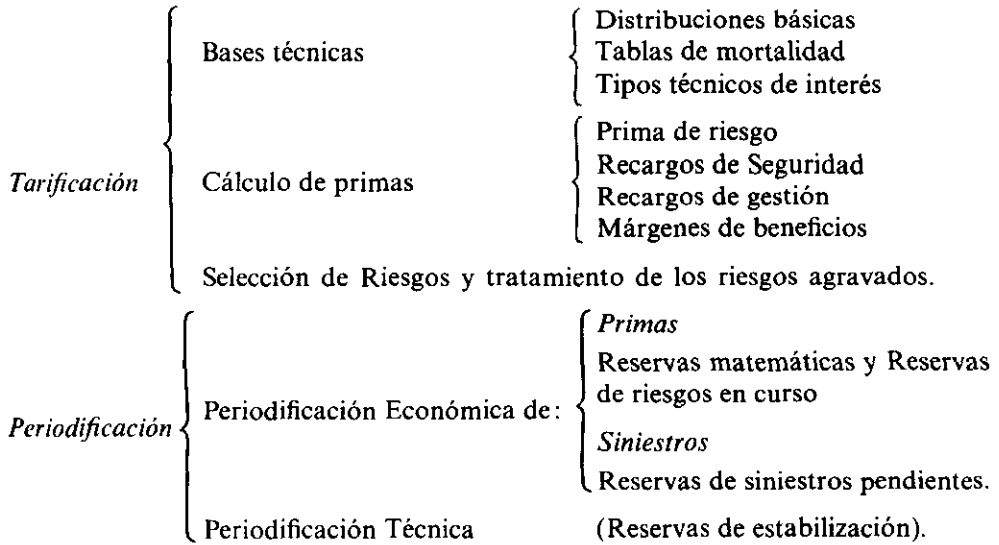 Tarificación
Bases técnicas
Distribuciones básicas
Tablas de mortalidad
Tipos técnicos de interés
Cálculo de primas
Prima de riesgo
Recargos de Seguridad
Recargos de gestión
Márgenes de beneficios
Selección de Riesgos y tratamiento de los riesgos agravados.
Periodificación
Periodificación Económica de:
Primas
Reservas matemáticas y Reservas
de riesgos en curso
Siniestros
Reservas de siniestros pendientes.
Periodificación Técnica
(Reservas de estabilización).